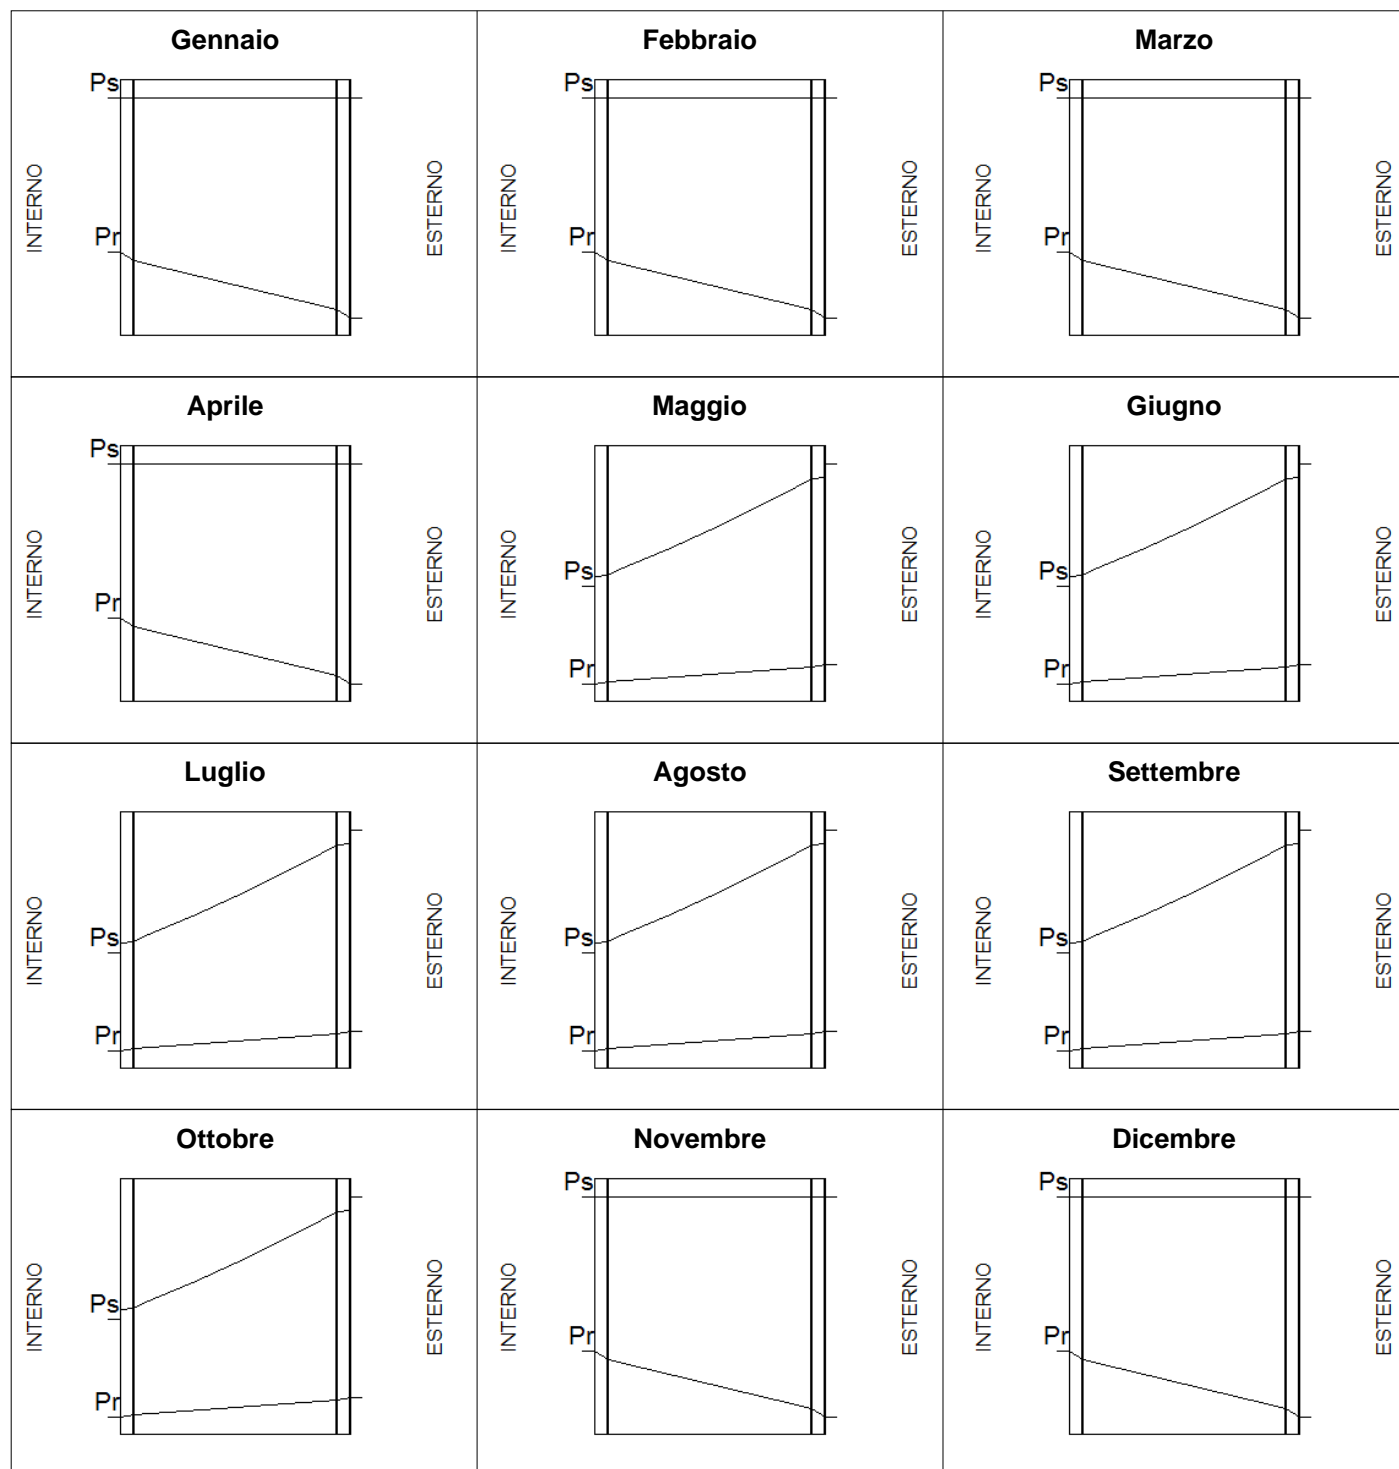 Gennaio
Ps
INTERNO
ESTERNO
Pr
Febbraio
Ps
INTERNO
ESTERNO
Pr
Marzo
Ps
INTERNO
ESTERNO
Pr
Aprile
Ps
INTERNO
ESTERNO
Pr
Maggio
INTERNO
ESTERNO
Ps
Pr
Giugno
INTERNO
ESTERNO
Ps
Pr
Luglio
INTERNO
ESTERNO
Ps
Pr
Agosto
INTERNO
ESTERNO
Ps
Pr
Settembre
INTERNO
ESTERNO
Ps
Pr
Ottobre
INTERNO
ESTERNO
Ps
Pr
Novembre
Ps
INTERNO
ESTERNO
Pr
Dicembre
Ps
INTERNO
ESTERNO
Pr